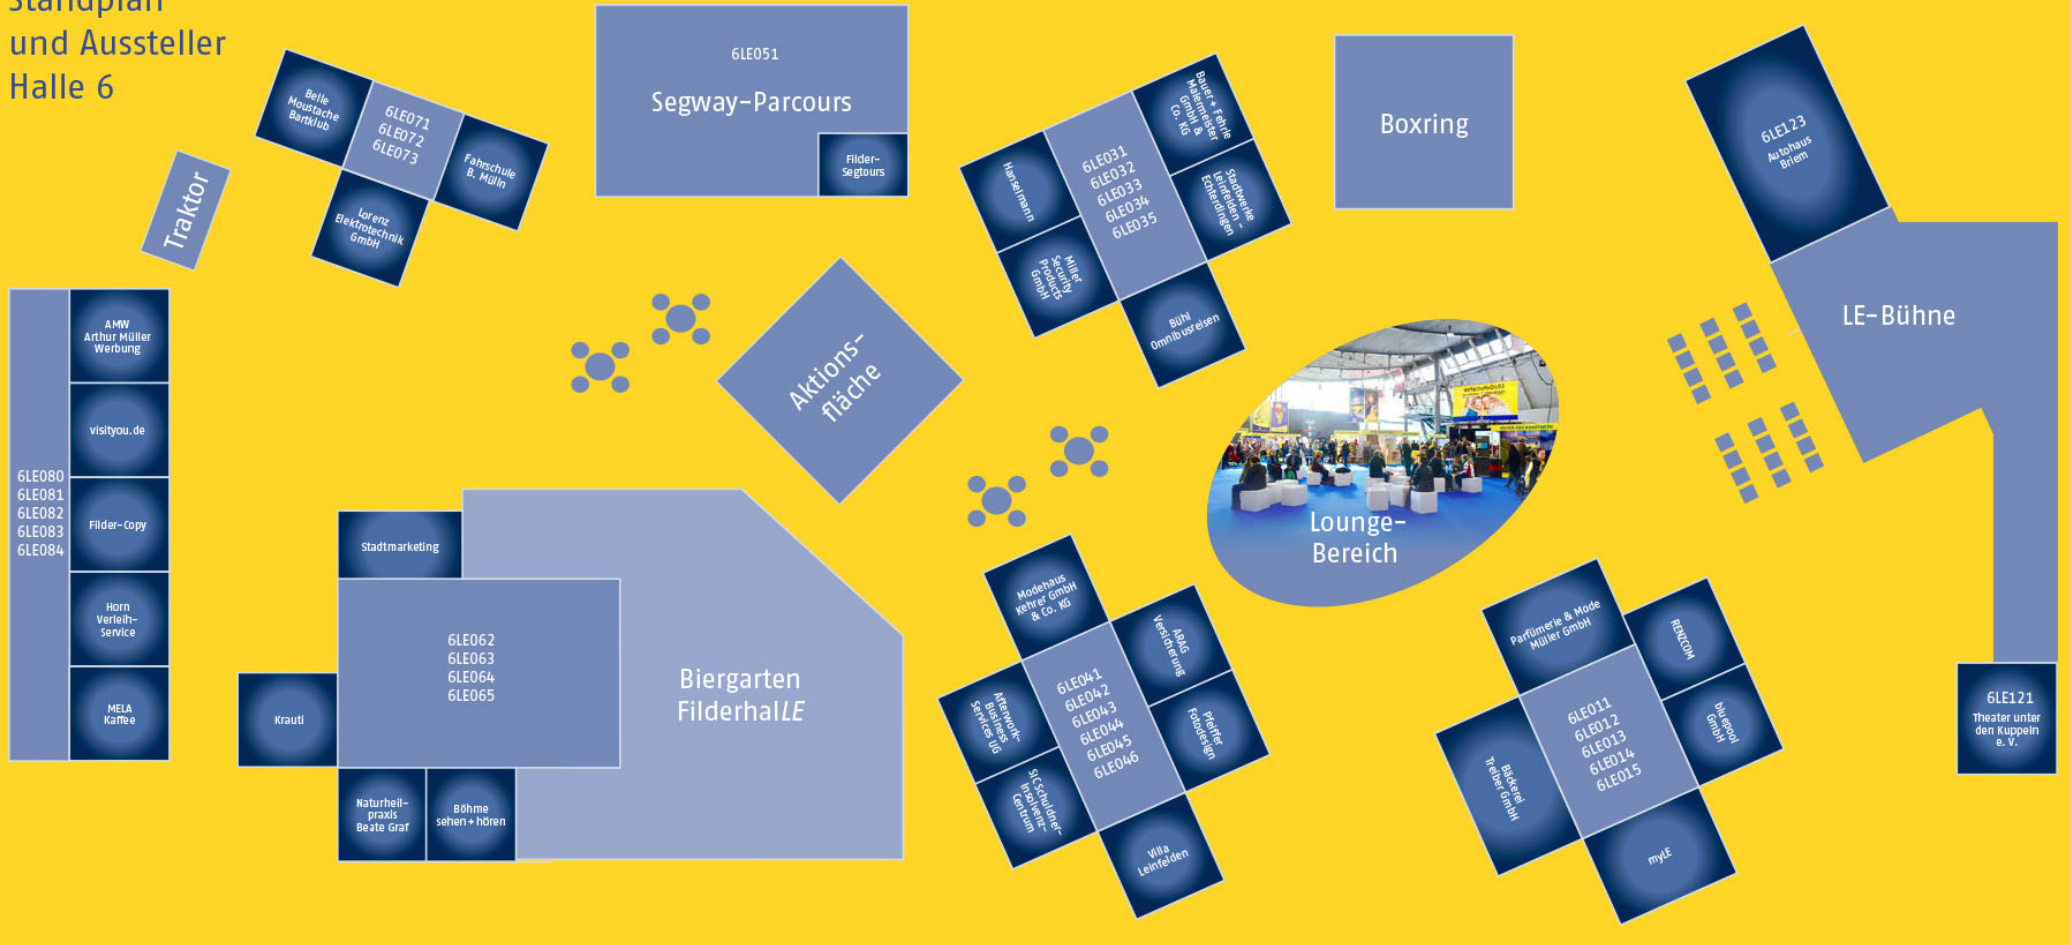 Standplan
und Aussteller
Halle 6
Belle
Moustache
Bartklub
6LE071
6LE072
6LE073
Fahrschule
B. Mülln
Lorenz
Elektrotechnik
GmbH
Traktor
6LE051
Segway-Parcours
Filder-
Segtours
Hanselmann
6LE031
6LE032
6LE033
6LE034
6LE035
Bauer + Fehrle
Malermeister
GmbH &
Co. KG
Stadtwerke
Leinfelden -
Echterdingen
Miller
Security
Products
GmbH
Bühl
Omnibusreisen
Boxring
6LE123
Autohaus
Briem
LE-Bühne
AMW
Arthur Müller
Werbung
visityou.de
6LE080
6LE081
6LE082
6LE083
6LE084
Filder-Copy
Horn
Verleih-
Service
MELA
Kaffee
Aktions-
fläche
Lounge-
Bereich
Stadtmarketing
6LE062
6LE063
6LE064
6LE065
Krauti
Naturheil-
praxis
Beate Graf
Böhme
sehen+hören
Biergarten
FilderhalLE
Modehaus
Kehrer GmbH
& Co. KG
ARAG
Versicherung
Afterwork-
Business
Services UG
6LE041
6LE042
6LE043
6LE044
6LE045
6LE046
Pfeiffer
Fotodesign
SIC Schuldner-
Insolvenz-
Centrum
Villa
Leinfelden
Parfümerie & Mode
Müller GmbH
RENZCOM
6LE011
6LE012
6LE013
6LE014
6LE015
bluepool
GmbH
Bäckerei
Treiber GmbH
myLE
6LE121
Theater unter
den Kuppeln
e. V.